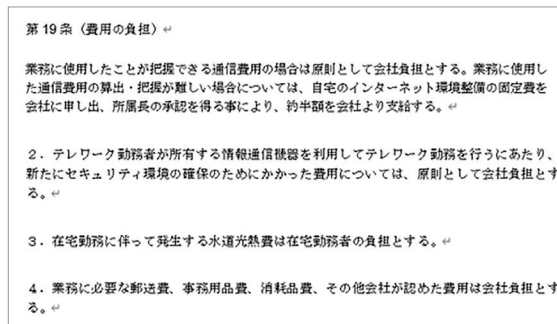 第19条（費用の負担）↵
業務に使用したことが把握できる通信費用の場合は原則として会社負担とする。業務に使用し
た通信費用の算出・把握が難しい場合については、自宅のインターネット環境整備の固定費を
会社に申し出、所属長の承認を得る事により、約半額を会社より支給する。↵
２．テレワーク勤務者が所有する情報通信機器を利用してテレワーク勤務を行うにあたり、
新たにセキュリティ環境の確保のためにかかった費用については、原則として会社負担とす
る。↵
３．在宅勤務に伴って発生する水道光熱費は在宅勤務者の負担とする。↵
４．業務に必要な郵送費、事務用品費、消耗品費、その他会社が認めた費用は会社負担とす
る。↵